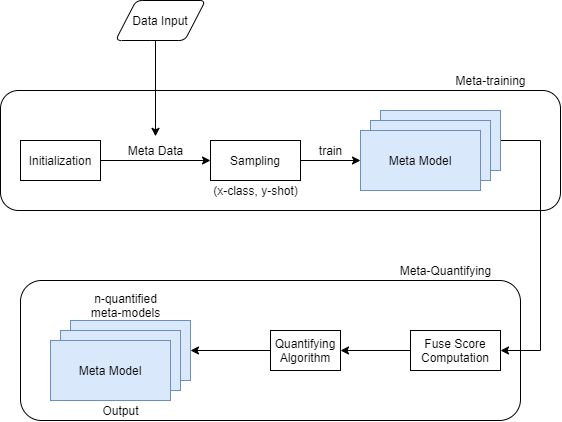 Data Input
Meta-training
Initialization
Meta Data
Sampling
train
Meta Model
(x-class, y-shot)
Meta-Quantifying
n-quantified
meta-models
Meta Model
Output
Quantifying
Algorithm
Fuse Score
Computation